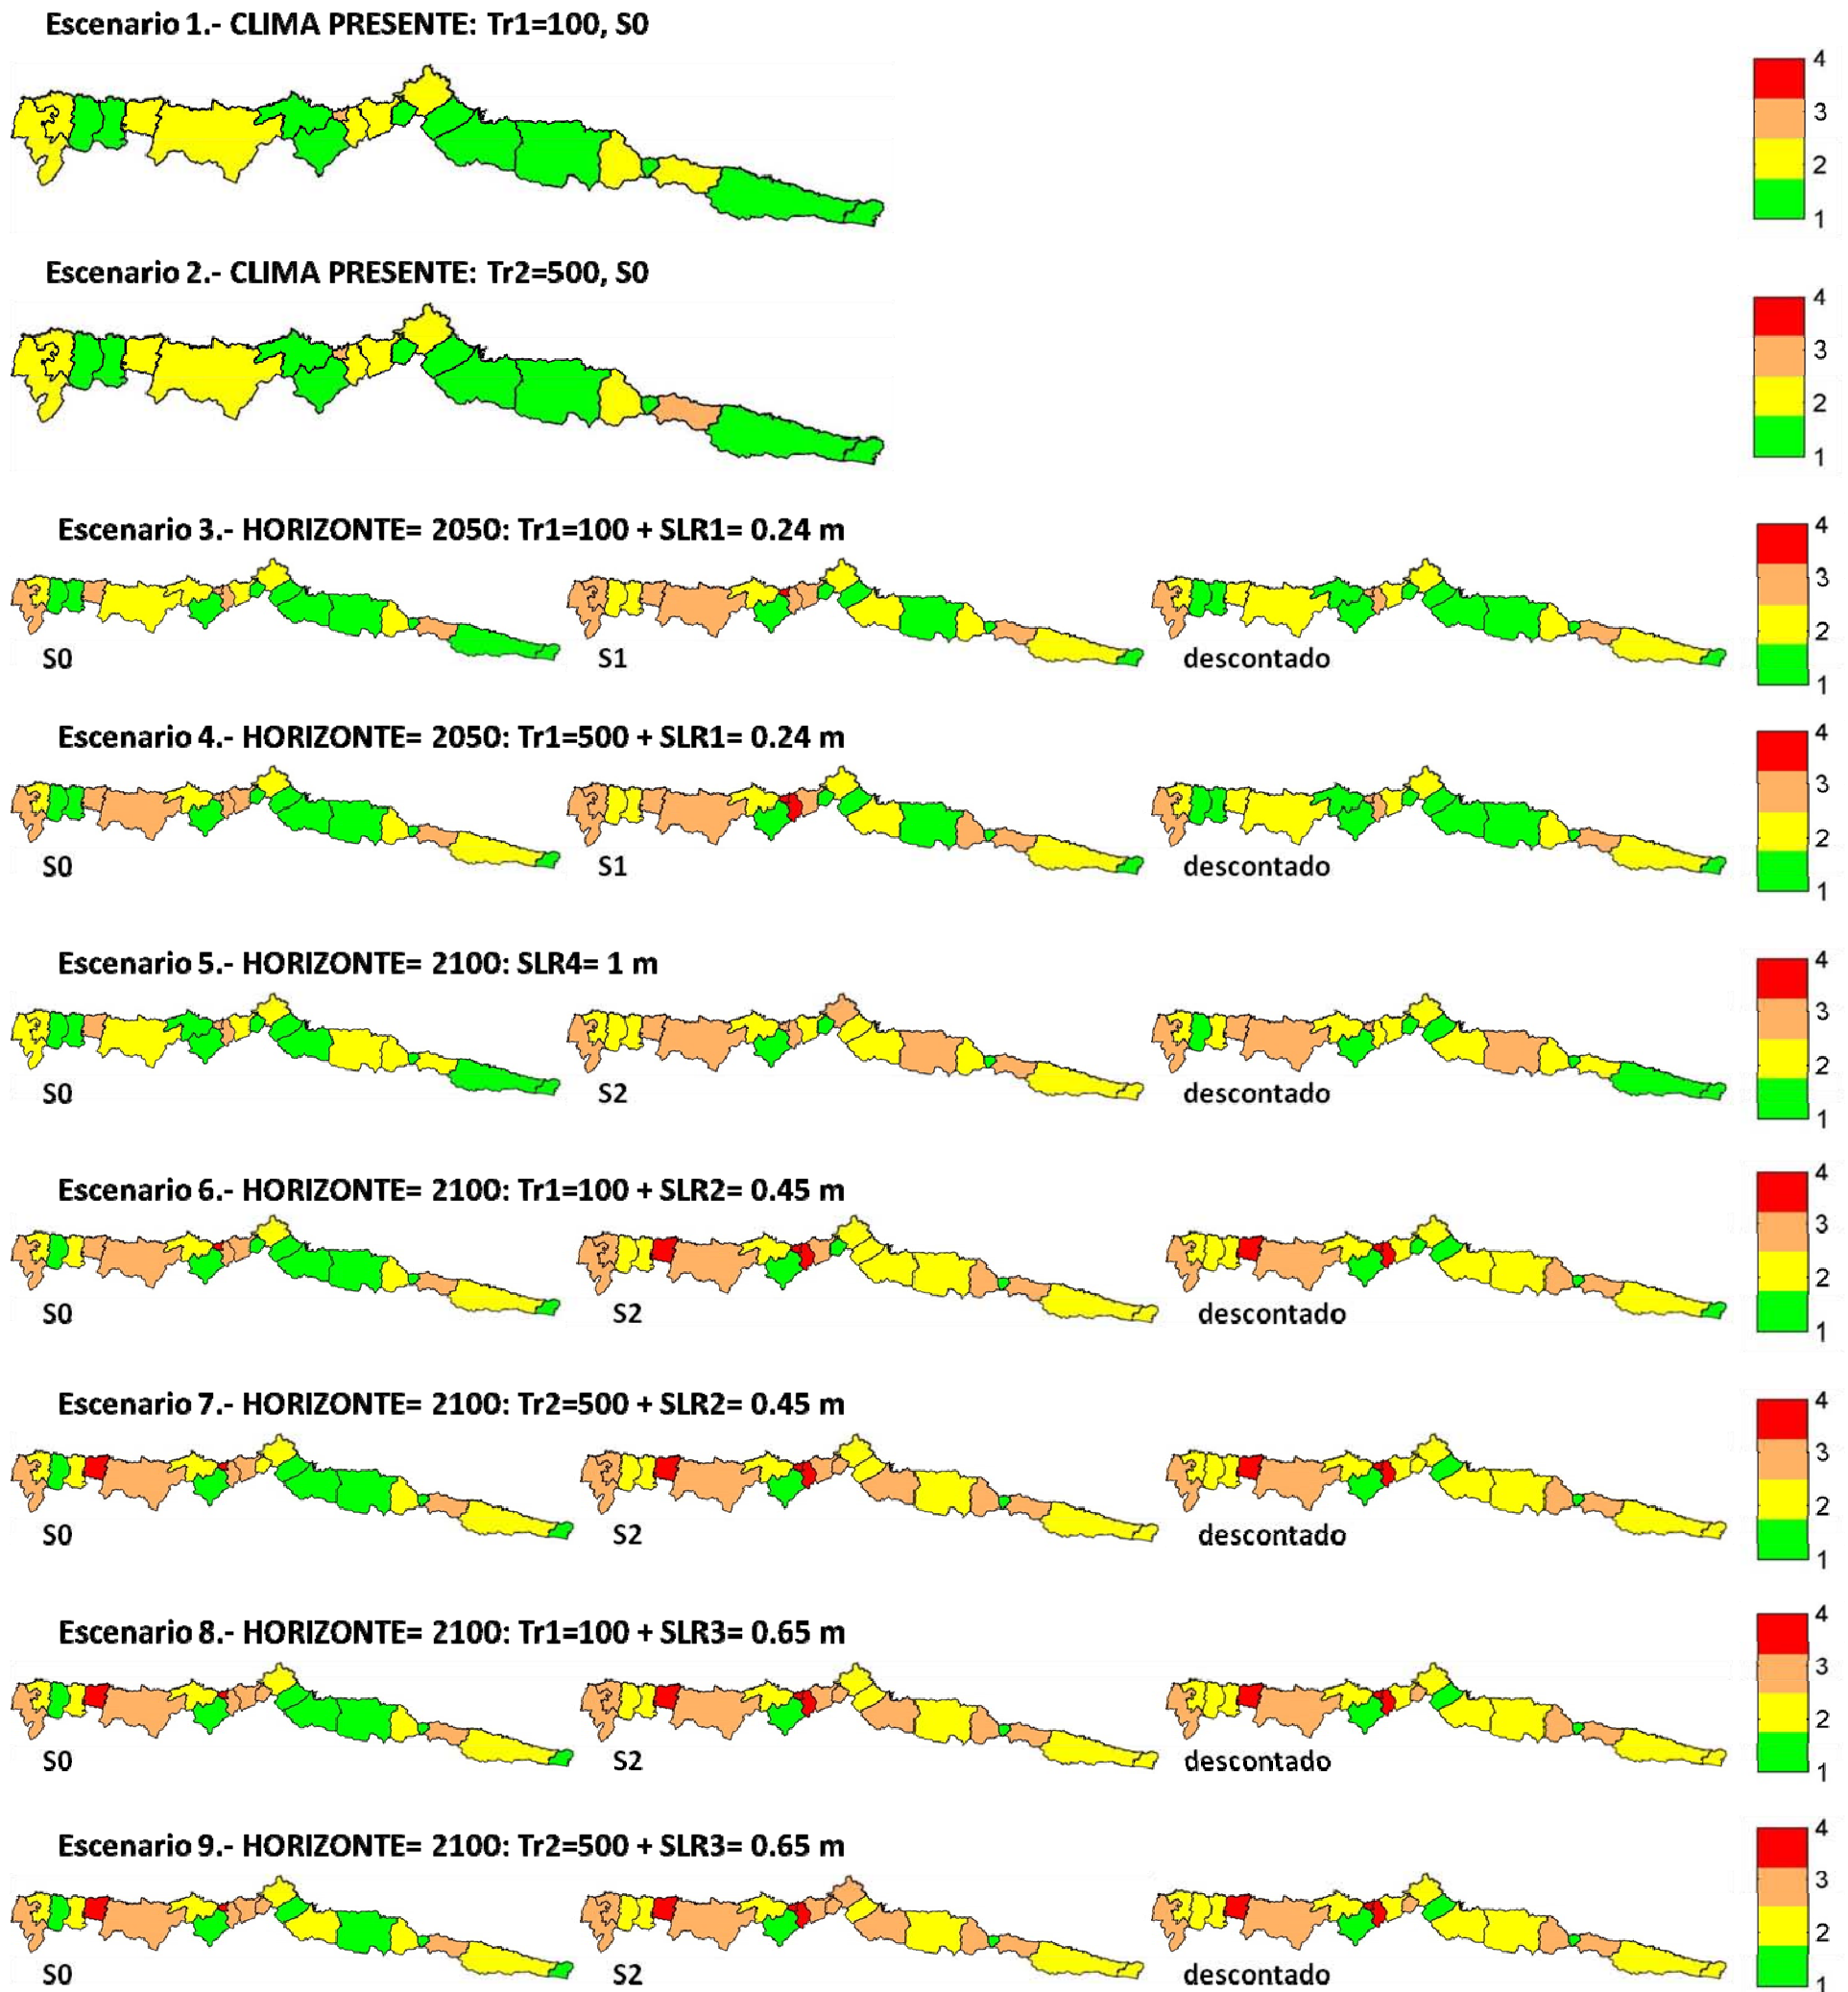 Escenario 1.- CLIMA PRESENTE: Tr1=100, S0
4
3
2
1
Escenario 2.- CLIMA PRESENTE: Tr2=500, S0
4
3
2
1
Escenario 3.- HORIZONTE= 2050: Tr1=100 + SLR1= 0.24 m
4
3
2
1
S0 S1 descontado
Escenario 4.- HORIZONTE= 2050: Tr1=500 + SLR1= 0.24 m
4
3
2
1
S0 S1 descontado
Escenario 5.- HORIZONTE= 2100: SLR4= 1 m
4
3
2
1
S0 S2 descontado
Escenario 6.- HORIZONTE= 2100: Tr1=100 + SLR2= 0.45 m
4
3
2
1
S0 S2 descontado
Escenario 7.- HORIZONTE= 2100: Tr2=500 + SLR2= 0.45 m
4
3
2
1
S0 S2 descontado
Escenario 8.- HORIZONTE= 2100: Tr1=100 + SLR3= 0.65 m
4
3
2
1
S0 S2 descontado
Escenario 9.- HORIZONTE= 2100: Tr2=500 + SLR3= 0.65 m
4
3
2
1
S0 S2 descontado